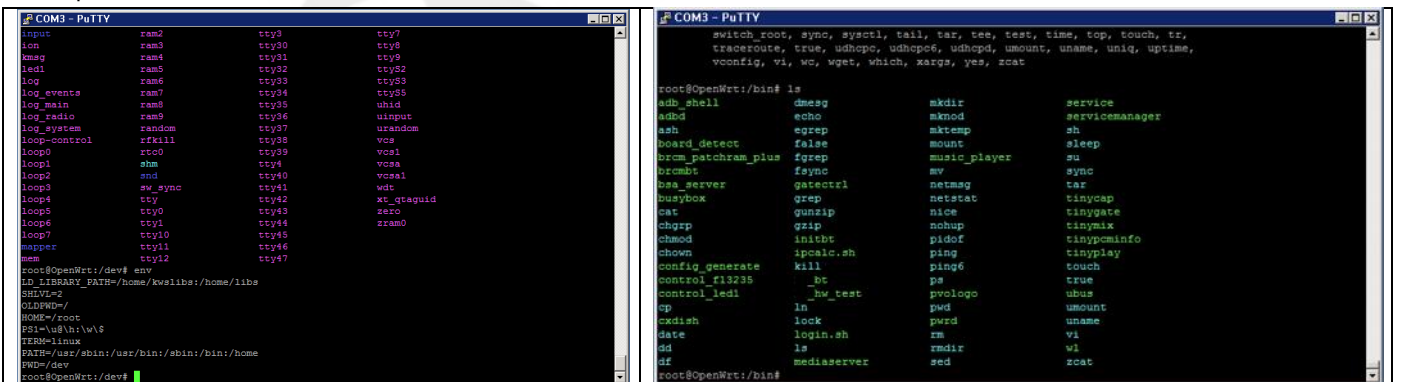 COM3 - PuTTY
input ram2 tty3 tty7
ion ram3 tty30 tty8
kmsg ram4 tty31 tty9
led1 ram5 tty32 ttyS2
log ram6 tty33 ttyS3
log_events ram7 tty34 ttyS5
log_main ram8 tty35 uhid
log_radio ram9 tty36 uinput
log_system random tty37 urandom
loop-control rfkill tty38 vcs
loop0 rtc0 tty39 vcs1
loop1 shm tty4 vcsa
loop2 snd tty40 vcsa1
loop3 sw_sync tty41 wdt
loop4 tty tty42 xt_qtaguid
loop5 tty0 tty43 zero
loop6 tty1 tty44 zram0
loop7 tty10 tty45
mapper tty11 tty46
mem tty12 tty47
root@OpenWrt:/dev# env
LD_LIBRARY_PATH=/home/kwslibs:/home/libs
SHLVL=2
OLDPWD=/
HOME=/root
PS1=\u@\h:\w\$
TERM=linux
PATH=/usr/sbin:/usr/bin:/sbin:/bin:/home
PWD=/dev
root@OpenWrt:/dev#
COM3 - PuTTY
switch_root, sync, sysctl, tail, tar, tee, test, time, top, touch, tr,
traceroute, true, udhcpc, udhcpc6, udhcpd, umount, uname, uniq, uptime,
vconfig, vi, wc, wget, which, xargs, yes, zcat
root@OpenWrt:/bin# ls
adb_shell dmesg mkdir service
adbd echo mknod servicemanager
ash egrep mktemp sh
board_detect false mount sleep
brcm_patchram_plus fgrep music_player su
brcmbt fsync mv sync
bsa_server gatectrl netmsg tar
busybox grep netstat tinycap
cat gunzip nice tinygate
chgrp gzip nohup tinymix
chmod initbt pidof tinypcminfo
chown ipcalc.sh ping tinyplay
config_generate kill ping6 touch
control_fl3235 _bt ps true
control_led1 _hw_test pvologo ubus
cp ln pwd umount
cxdish lock pwrd uname
date login.sh rm vi
dd ls rmdir wl
df mediaserver sed zcat
root@OpenWrt:/bin#